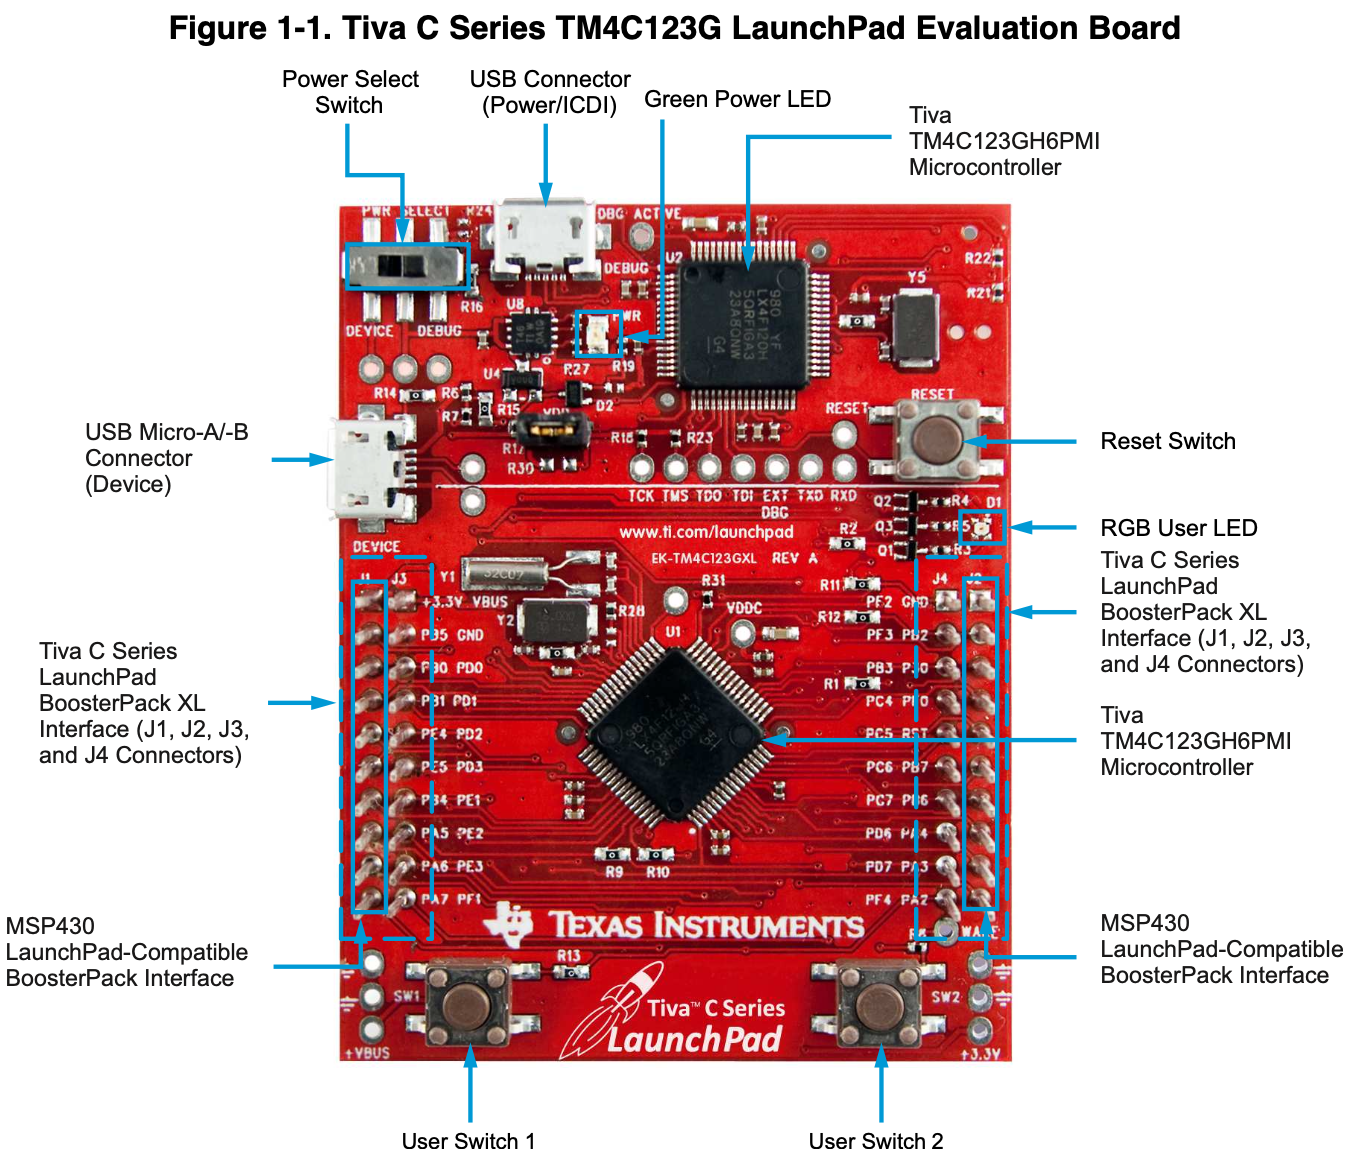 Figure 1-1. Tiva C Series TM4C123G LaunchPad Evaluation Board
Power Select
Switch
USB Connector
(Power/ICDI)
Green Power LED
Tiva
TM4C123GH6PMI
Microcontroller
PWR SELECT
R24
DBG ACTIVE
U2
DEBUG
R22
R21
Y5
R16
U8
PWR
DEVICE
DEBUG
980 YF
LX4F120H
5QRFIGA3
23A80NW
G4
R19
R27
U4
R14
R6
R7
R15
D2
RESET
RESET
R18
R23
R30
USB Micro-A/-B
Connector
(Device)
Reset Switch
TCK TMS TDO TDI EXT TXD RXD
DBG
Q2
R4
D1
Q3
R5
Q1
R3
R2
RGB User LED
www.ti.com/launchpad
EK-TM4C123GXL REV A
DEVICE
Tiva C Series
LaunchPad
BoosterPack XL
Interface (J1, J2, J3,
and J4 Connectors)
J1
J3
Y1
R31
R11
J4
J2
+3.3V VBUS
Y2
R28
VDDC
R12
PF2 GND
PB5 GND
U1
PF3 PB2
PB0 PD0
R1
PB3 PE0
PB1 PD1
PC4 PF0
PE4 PD2
PC5 RST
PE5 PD3
PC6 PB7
PB4 PE1
PC7 PB6
PA5 PE2
PD6 PA4
PA6 PE3
PD7 PA3
PA7 PF1
PF4 PA2
Tiva C Series
LaunchPad
BoosterPack XL
Interface (J1, J2, J3,
and J4 Connectors)
Tiva
TM4C123GH6PMI
Microcontroller
R9
R10
TEXAS INSTRUMENTS
WAKE
MSP430
LaunchPad-Compatible
BoosterPack Interface
MSP430
LaunchPad-Compatible
BoosterPack Interface
R13
SW1
SW2
Tiva™ C Series
LaunchPad
+VBUS
+3.3V
User Switch 1
User Switch 2